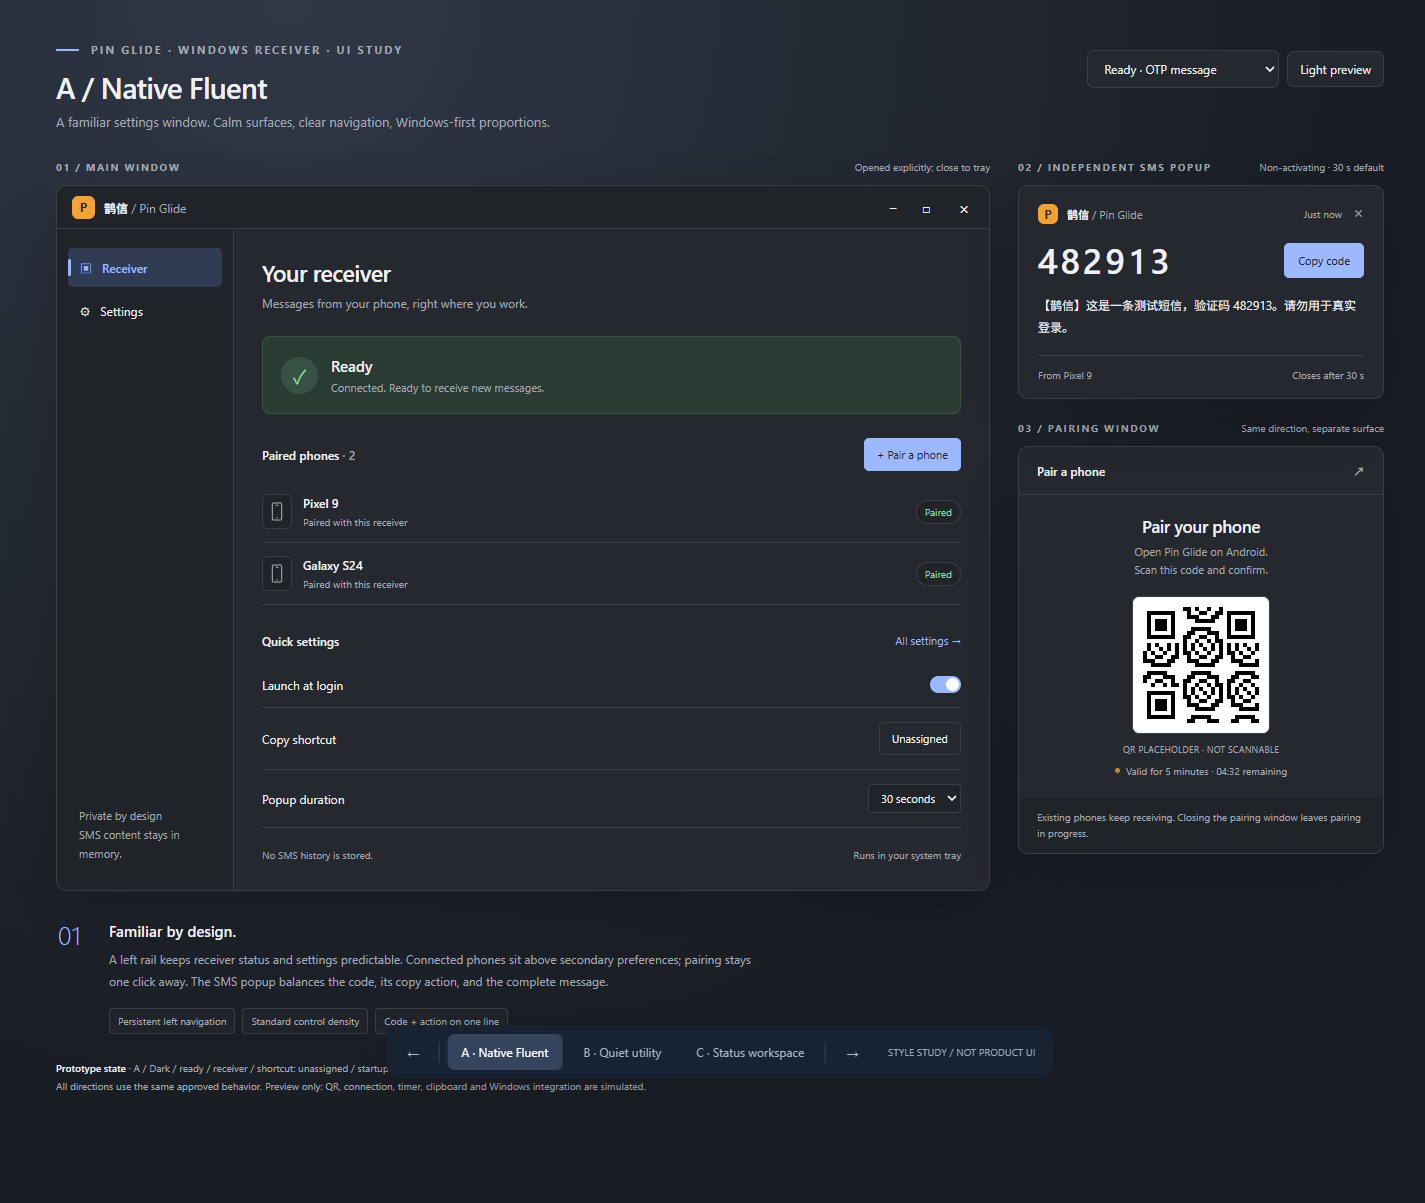 PIN GLIDE · WINDOWS RECEIVER · UI STUDY
A / Native Fluent
A familiar settings window. Calm surfaces, clear navigation, Windows-first proportions.
Ready · OTP message
Light preview
01 / MAIN WINDOW
Opened explicitly; close to tray
P 鹊信 / Pin Glide
Receiver
Settings
Private by design
SMS content stays in
memory.
Your receiver
Messages from your phone, right where you work.
Ready
Connected. Ready to receive new messages.
Paired phones · 2
+ Pair a phone
Pixel 9
Paired with this receiver
Paired
Galaxy S24
Paired with this receiver
Paired
Quick settings
All settings →
Launch at login
Copy shortcut
Unassigned
Popup duration
30 seconds
No SMS history is stored.
Runs in your system tray
02 / INDEPENDENT SMS POPUP
Non-activating · 30 s default
P 鹊信 / Pin Glide
Just now
482913
Copy code
【鹊信】这是一条测试短信，验证码 482913。请勿用于真实
登录。
From Pixel 9
Closes after 30 s
03 / PAIRING WINDOW
Same direction, separate surface
Pair a phone
Pair your phone
Open Pin Glide on Android.
Scan this code and confirm.
QR PLACEHOLDER · NOT SCANNABLE
Valid for 5 minutes · 04:32 remaining
Existing phones keep receiving. Closing the pairing window leaves pairing
in progress.
01
Familiar by design.
A left rail keeps receiver status and settings predictable. Connected phones sit above secondary preferences; pairing stays
one click away. The SMS popup balances the code, its copy action, and the complete message.
Persistent left navigation
Standard control density
Code + action on one line
← A · Native Fluent B · Quiet utility C · Status workspace → STYLE STUDY / NOT PRODUCT UI
Prototype state · A / Dark / ready / receiver / shortcut: unassigned / startup
All directions use the same approved behavior. Preview only: QR, connection, timer, clipboard and Windows integration are simulated.